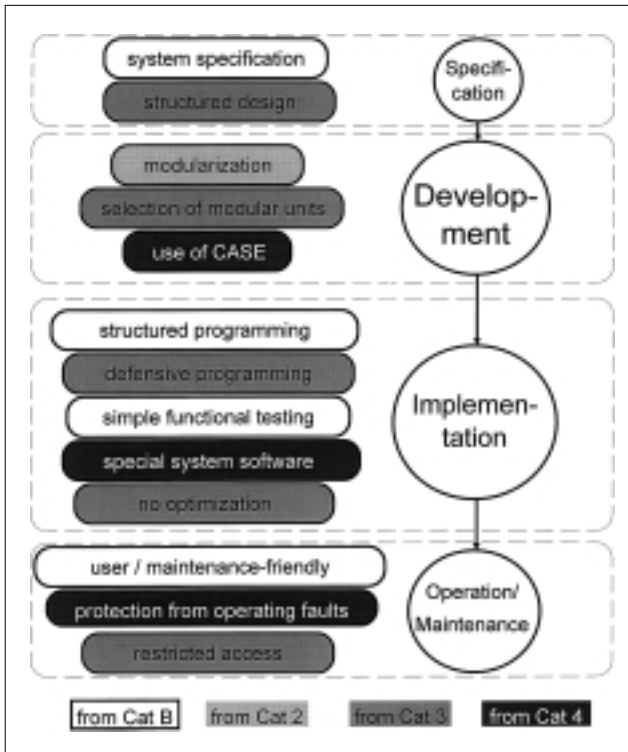 system specification
structured design
Specifi-
cation
modularization
selection of modular units
use of CASE
Develop-
ment
structured programming
defensive programming
simple functional testing
special system software
no optimization
Implemen-
tation
user / maintenance-friendly
protection from operating faults
restricted access
Operation/
Maintenance
from Cat B
from Cat 2
from Cat 3
from Cat 4